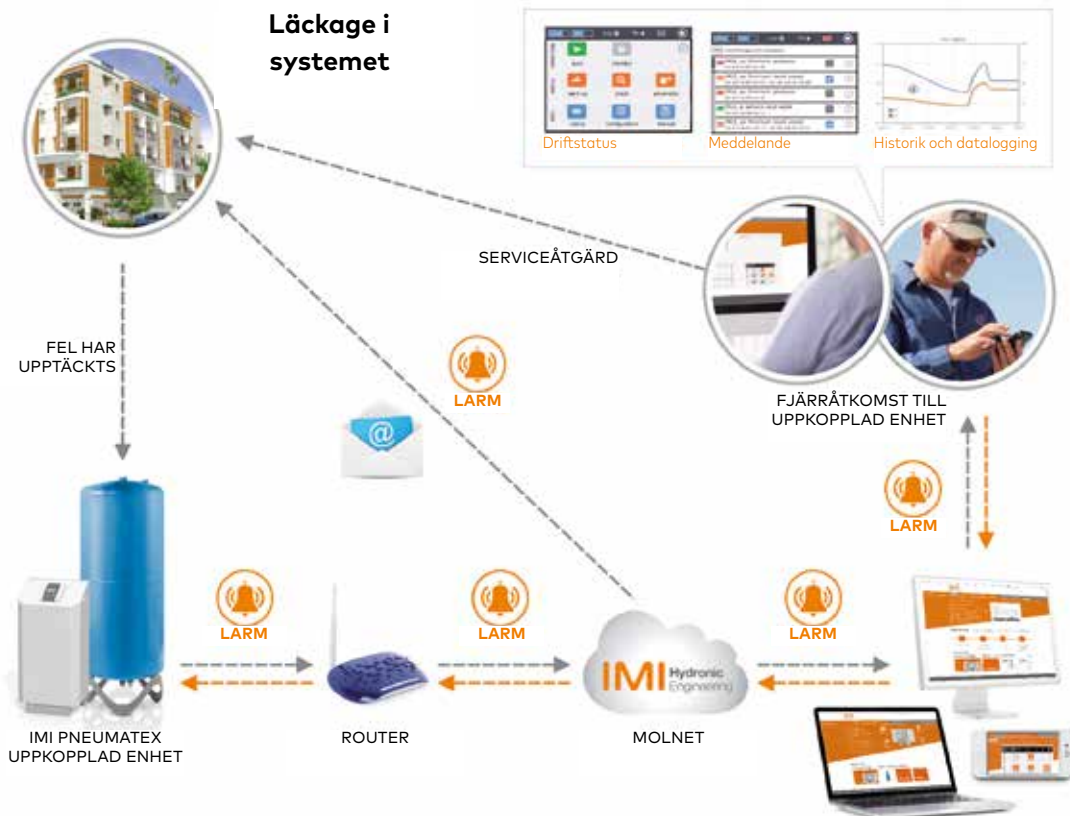 Läckage i
systemet
Driftstatus
Meddelande
Historik och datalogging
SERVICEÅTGÄRD
FEL HAR
UPPTÄCKTS
LARM
FJÄRRÅTKOMST TILL
UPPKOPPLAD ENHET
LARM
LARM
LARM
LARM
IMI Hydronic
Engineering
IMI PNEUMATEX
UPPKOPPLAD ENHET
ROUTER
MOLNET